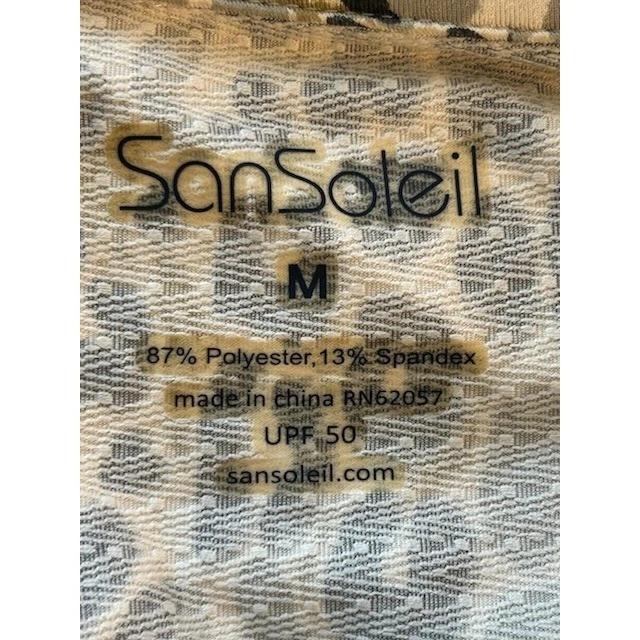 SanSoleil
M
87% Polyester,13% Spandex
made in china RN62057
UPF 50
sansoleil.com